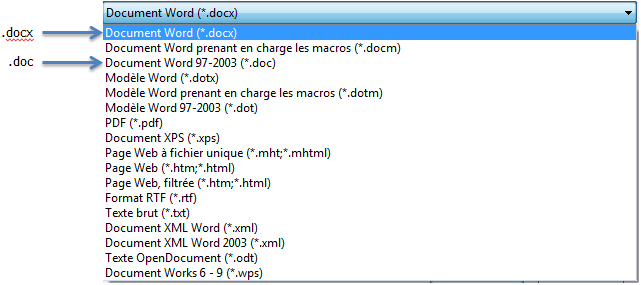 Document Word (*.docx)
.docx
Document Word (*.docx)
Document Word prenant en charge les macros (*.docm)
.doc
Document Word 97-2003 (*.doc)
Modèle Word (*.dotx)
Modèle Word prenant en charge les macros (*.dotm)
Modèle Word 97-2003 (*.dot)
PDF (*.pdf)
Document XPS (*.xps)
Page Web à fichier unique (*.mht;*.mhtml)
Page Web (*.htm;*.html)
Page Web, filtrée (*.htm;*.html)
Format RTF (*.rtf)
Texte brut (*.txt)
Document XML Word (*.xml)
Document XML Word 2003 (*.xml)
Texte OpenDocument (*.odt)
Document Works 6 - 9 (*.wps)